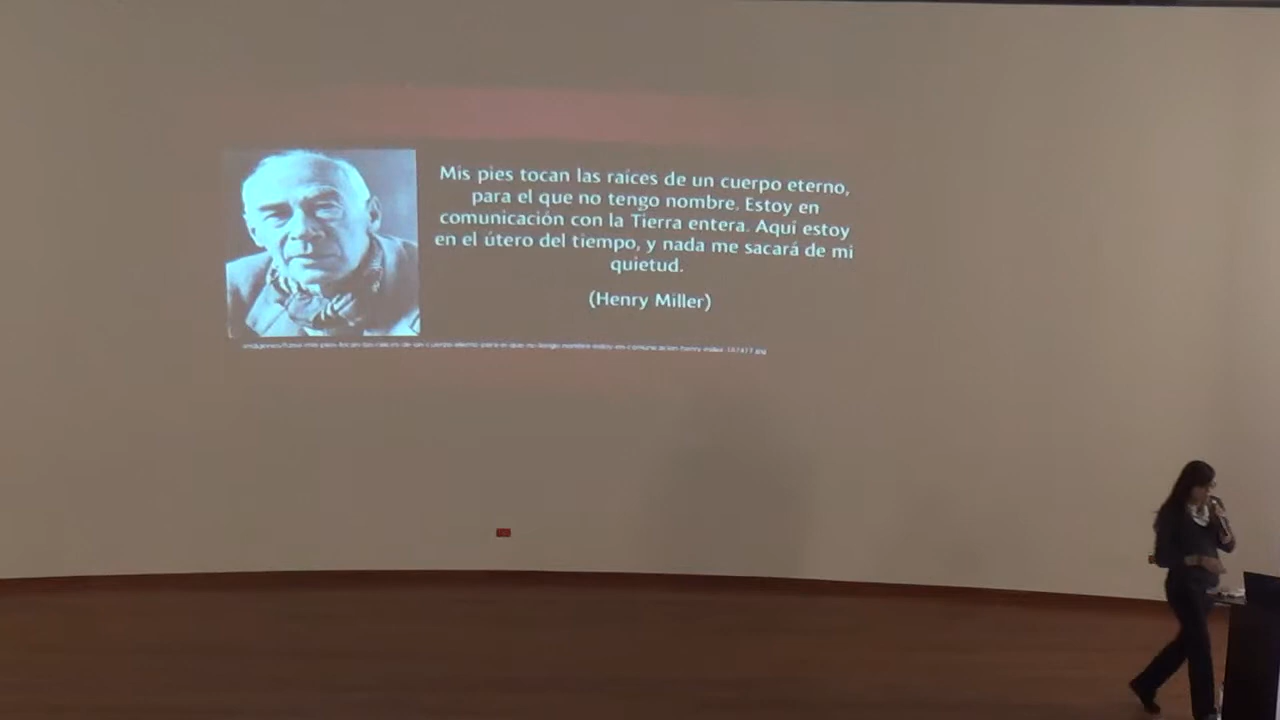 Mis pies tocan las raíces de un cuerpo eterno,
para el que no tengo nombre. Estoy en
comunicación con la Tierra entera. Aquí estoy
en el útero del tiempo, y nada me sacará de mi
quietud.
(Henry Miller)